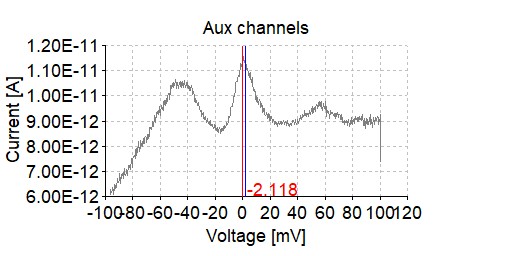 Aux channels
1.20E-11
1.10E-11
1.00E-11
9.00E-12
8.00E-12
7.00E-12
6.00E-12
Current [A]
-2.118
-100-80 -60 -40 -20 0 20 40 60 80 100120
Voltage [mV]